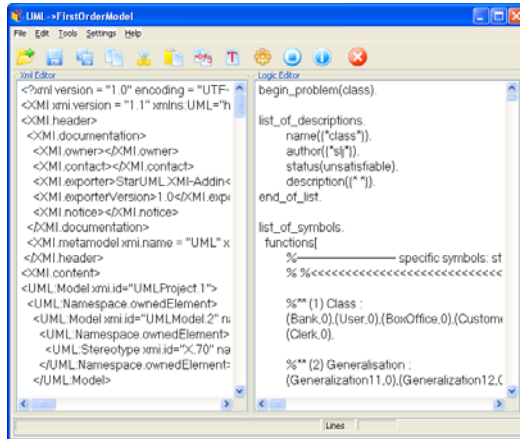 UML->FirstOrderModel
File Edit Tools Settings Help
Xml Editor
<?xml version = "1.0" encoding = "UTF-
<XMI xmi.version = "1.1" xmlns:UML="h
<XMI.header>
<XMI.documentation>
<XMI.owner></XMI.owner>
<XMI.contact></XMI.contact>
<XMI.exporter>StarUML.XMI-Addin<
<XMI.exporterVersion>1.0</XMI.expo
<XMI.notice></XMI.notice>
</XMI.documentation>
<XMI.metamodel xmi.name = "UML" x
</XMI.header>
<XMI.content>
<UML:Model xmi.id="UMLProject.1">
<UML:Namespace.ownedElement>
<UML:Model xmi.id="UMLModel.2" na
<UML:Namespace.ownedElement>
<UML:Stereotype xmi.id="X.70" na
</UML:Namespace.ownedElement>
</UML:Model>
Logic Editor
begin_problem(class).
list_of_descriptions.
name({*class*}).
author({*slj*}).
status(unsatisfiable).
description({* *}).
end_of_list.
list_of_symbols.
functions[
%——————— specific symbols: st
% %<<<<<<<<<<<<<<<<<<<<<<<<<<
%** (1) Class :
(Bank,0),(User,0),(BoxOffice,0),(Custome
(Clerk,0),
%** (2) Generalisation :
(Generalization11,0),(Generalization12,0
Lines